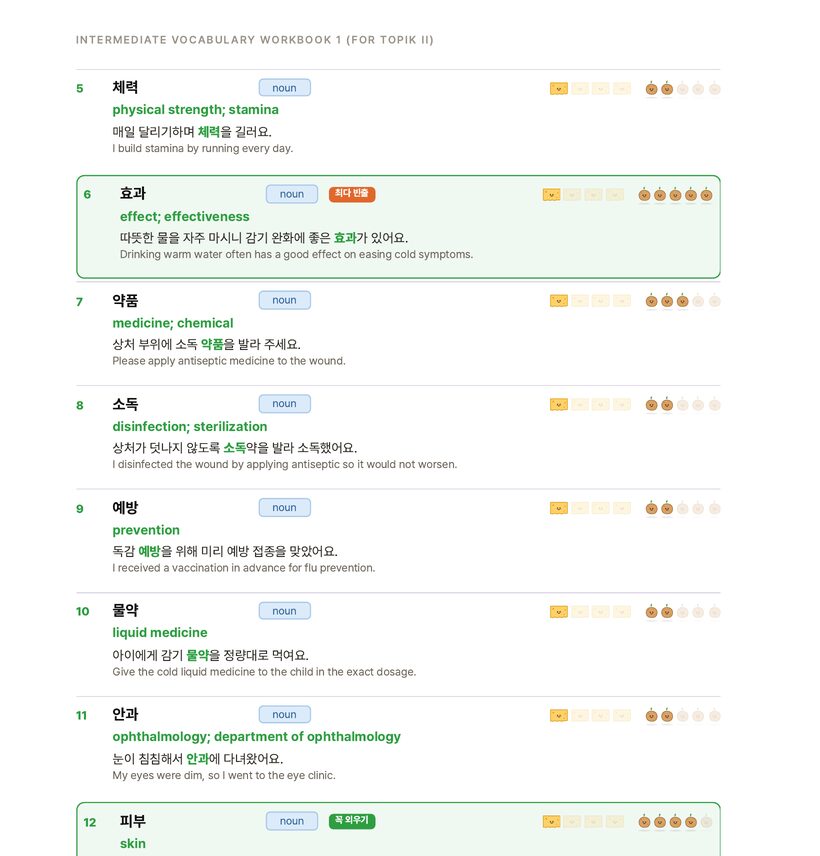 INTERMEDIATE VOCABULARY WORKBOOK 1 (FOR TOPIK II)
5 체력 noun
physical strength; stamina
매일 달리기하며 체력을 길러요.
I build stamina by running every day.
6 효과 noun 최다 빈출
effect; effectiveness
따뜻한 물을 자주 마시니 감기 완화에 좋은 효과가 있어요.
Drinking warm water often has a good effect on easing cold symptoms.
7 약품 noun
medicine; chemical
상처 부위에 소독 약품을 발라 주세요.
Please apply antiseptic medicine to the wound.
8 소독 noun
disinfection; sterilization
상처가 덧나지 않도록 소독약을 발라 소독했어요.
I disinfected the wound by applying antiseptic so it would not worsen.
9 예방 noun
prevention
독감 예방을 위해 미리 예방 접종을 맞았어요.
I received a vaccination in advance for flu prevention.
10 물약 noun
liquid medicine
아이에게 감기 물약을 정량대로 먹여요.
Give the cold liquid medicine to the child in the exact dosage.
11 안과 noun
ophthalmology; department of ophthalmology
눈이 침침해서 안과에 다녀왔어요.
My eyes were dim, so I went to the eye clinic.
12 피부 noun 꼭 외우기
skin